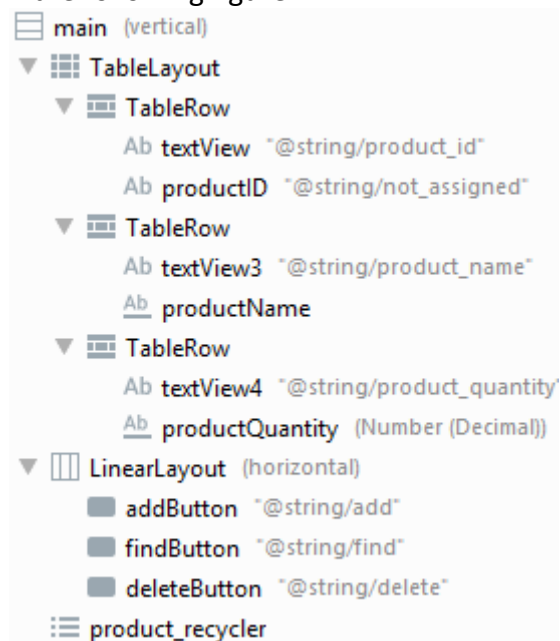 main (vertical)
TableLayout
TableRow
Ab textView "@string/product_id"
Ab productID "@string/not_assigned"
TableRow
Ab textView3 "@string/product_name"
Ab productName
TableRow
Ab textView4 "@string/product_quantity"
Ab productQuantity (Number (Decimal))
LinearLayout (horizontal)
addButton "@string/add"
findButton "@string/find"
deleteButton "@string/delete"
product_recycler